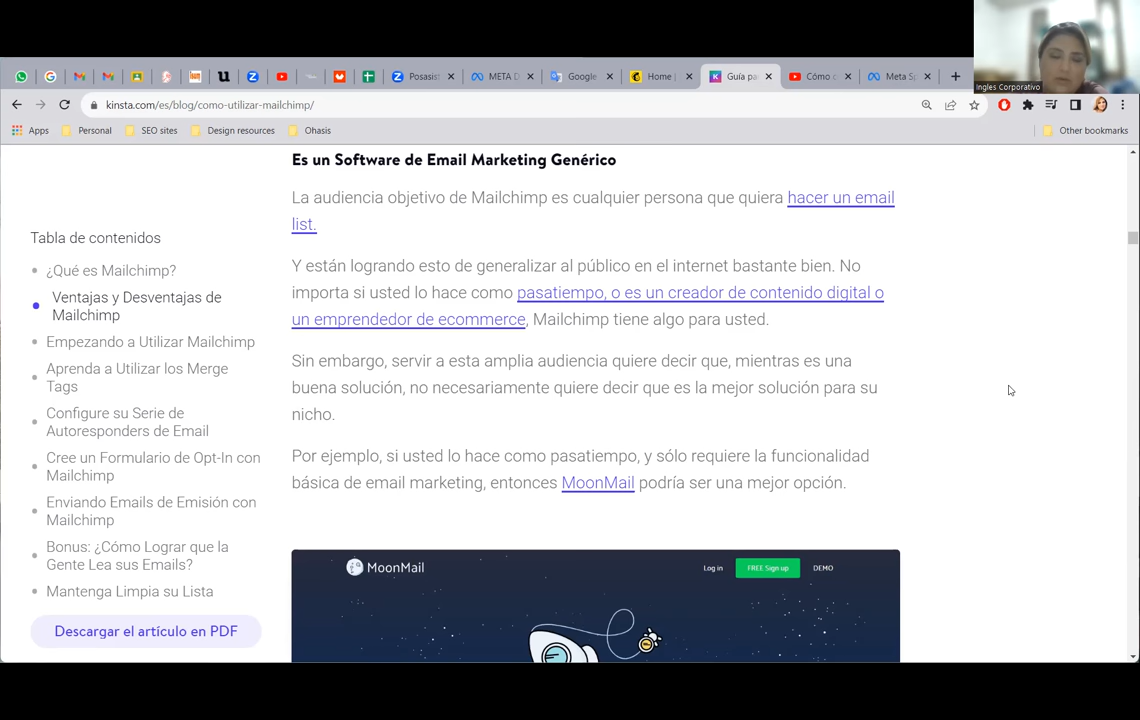 Ingles Corporativo
Posasist
META D
Google
Home |
Guía pa
Cómo c
Meta Sp
kinsta.com/es/blog/como-utilizar-mailchimp/
Apps
Personal
SEO sites
Design resources
Ohasis
Other bookmarks
Tabla de contenidos
¿Qué es Mailchimp?
Ventajas y Desventajas de
Mailchimp
Empezando a Utilizar Mailchimp
Aprenda a Utilizar los Merge
Tags
Configure su Serie de
Autoresponders de Email
Cree un Formulario de Opt-In con
Mailchimp
Enviando Emails de Emisión con
Mailchimp
Bonus: ¿Cómo Lograr que la
Gente Lea sus Emails?
Mantenga Limpia su Lista
Descargar el artículo en PDF
Es un Software de Email Marketing Genérico
La audiencia objetivo de Mailchimp es cualquier persona que quiera hacer un email
list.
Y están logrando esto de generalizar al público en el internet bastante bien. No
importa si usted lo hace como pasatiempo, o es un creador de contenido digital o
un emprendedor de ecommerce, Mailchimp tiene algo para usted.
Sin embargo, servir a esta amplia audiencia quiere decir que, mientras es una
buena solución, no necesariamente quiere decir que es la mejor solución para su
nicho.
Por ejemplo, si usted lo hace como pasatiempo, y sólo requiere la funcionalidad
básica de email marketing, entonces MoonMail podría ser una mejor opción.
MoonMail
Log in
FREE Sign up
DEMO